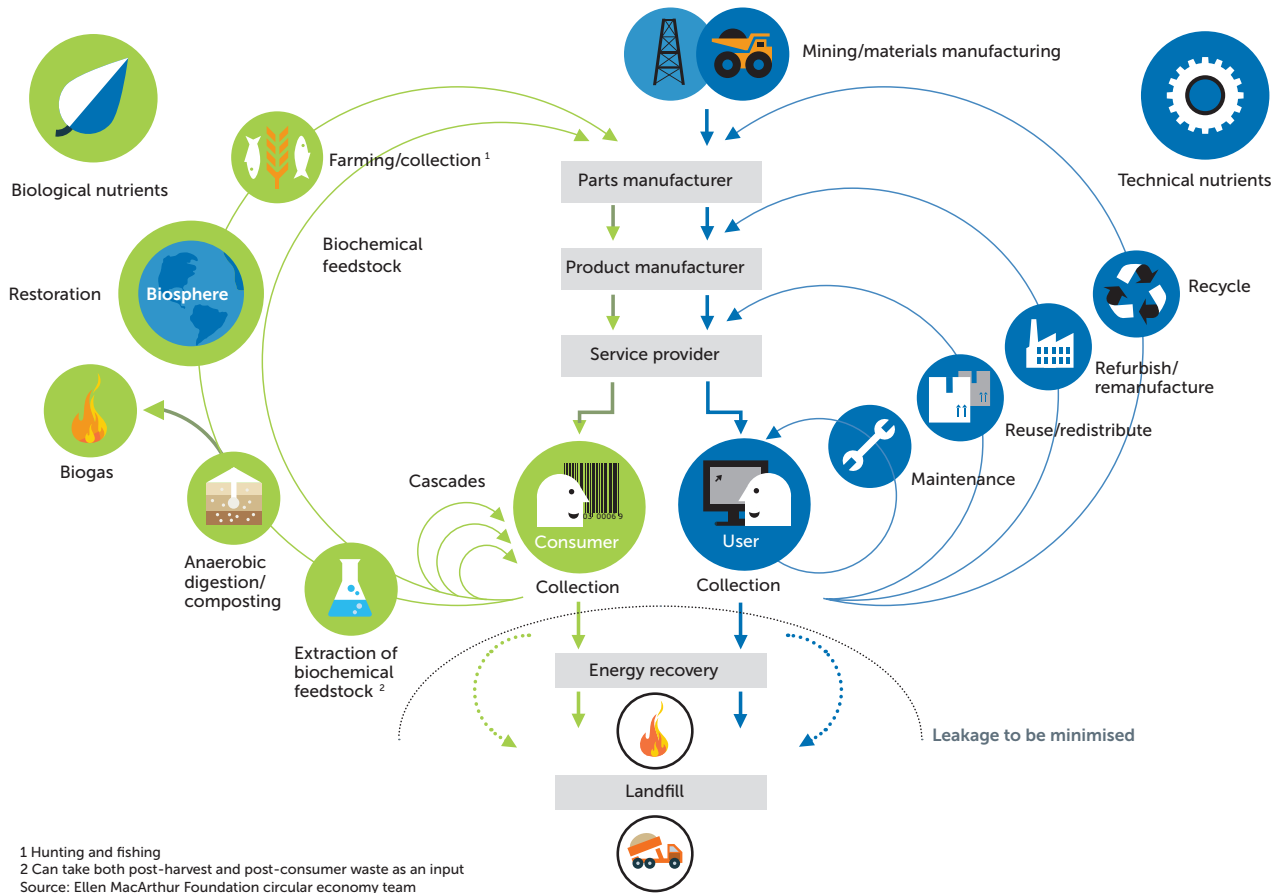 Mining/materials manufacturing
Biological nutrients
Technical nutrients
Farming/collection 1
Parts manufacturer
Biochemical
feedstock
Product manufacturer
Restoration
Biosphere
Recycle
Service provider
Refurbish/
remanufacture
Reuse/redistribute
Biogas
Maintenance
Cascades
03 0006 9
Consumer
User
Anaerobic
digestion/
composting
Collection
Collection
Extraction of
biochemical
feedstock 2
Energy recovery
Leakage to be minimised
Landfill
1 Hunting and fishing
2 Can take both post-harvest and post-consumer waste as an input
Source: Ellen MacArthur Foundation circular economy team